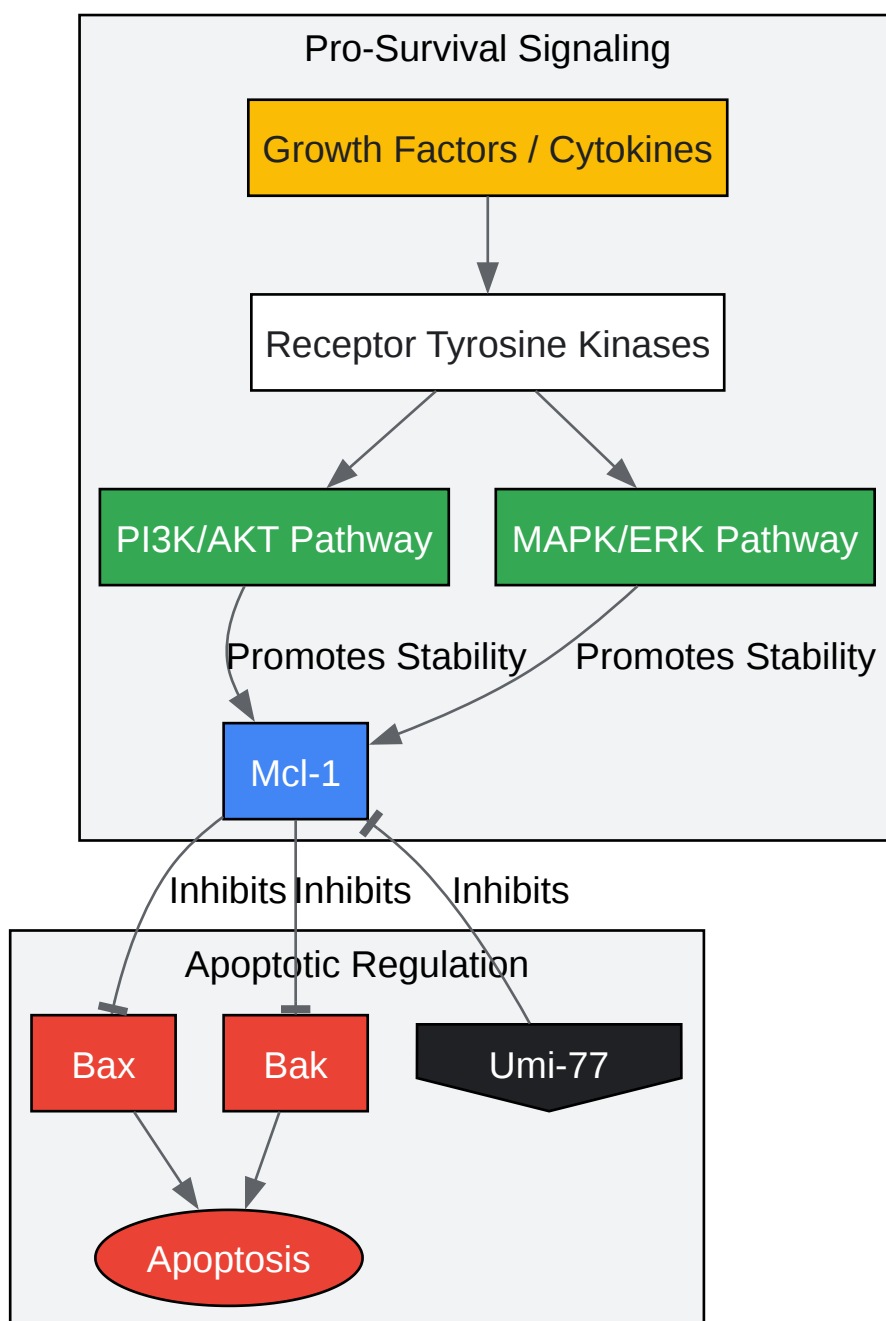 Pro-Survival Signaling
Growth Factors / Cytokines
Receptor Tyrosine Kinases
PI3K/AKT Pathway
MAPK/ERK Pathway
Promotes Stability
Promotes Stability
Mcl-1
Inhibits
Inhibits
Inhibits
Apoptotic Regulation
Bax
Bak
Umi-77
Apoptosis